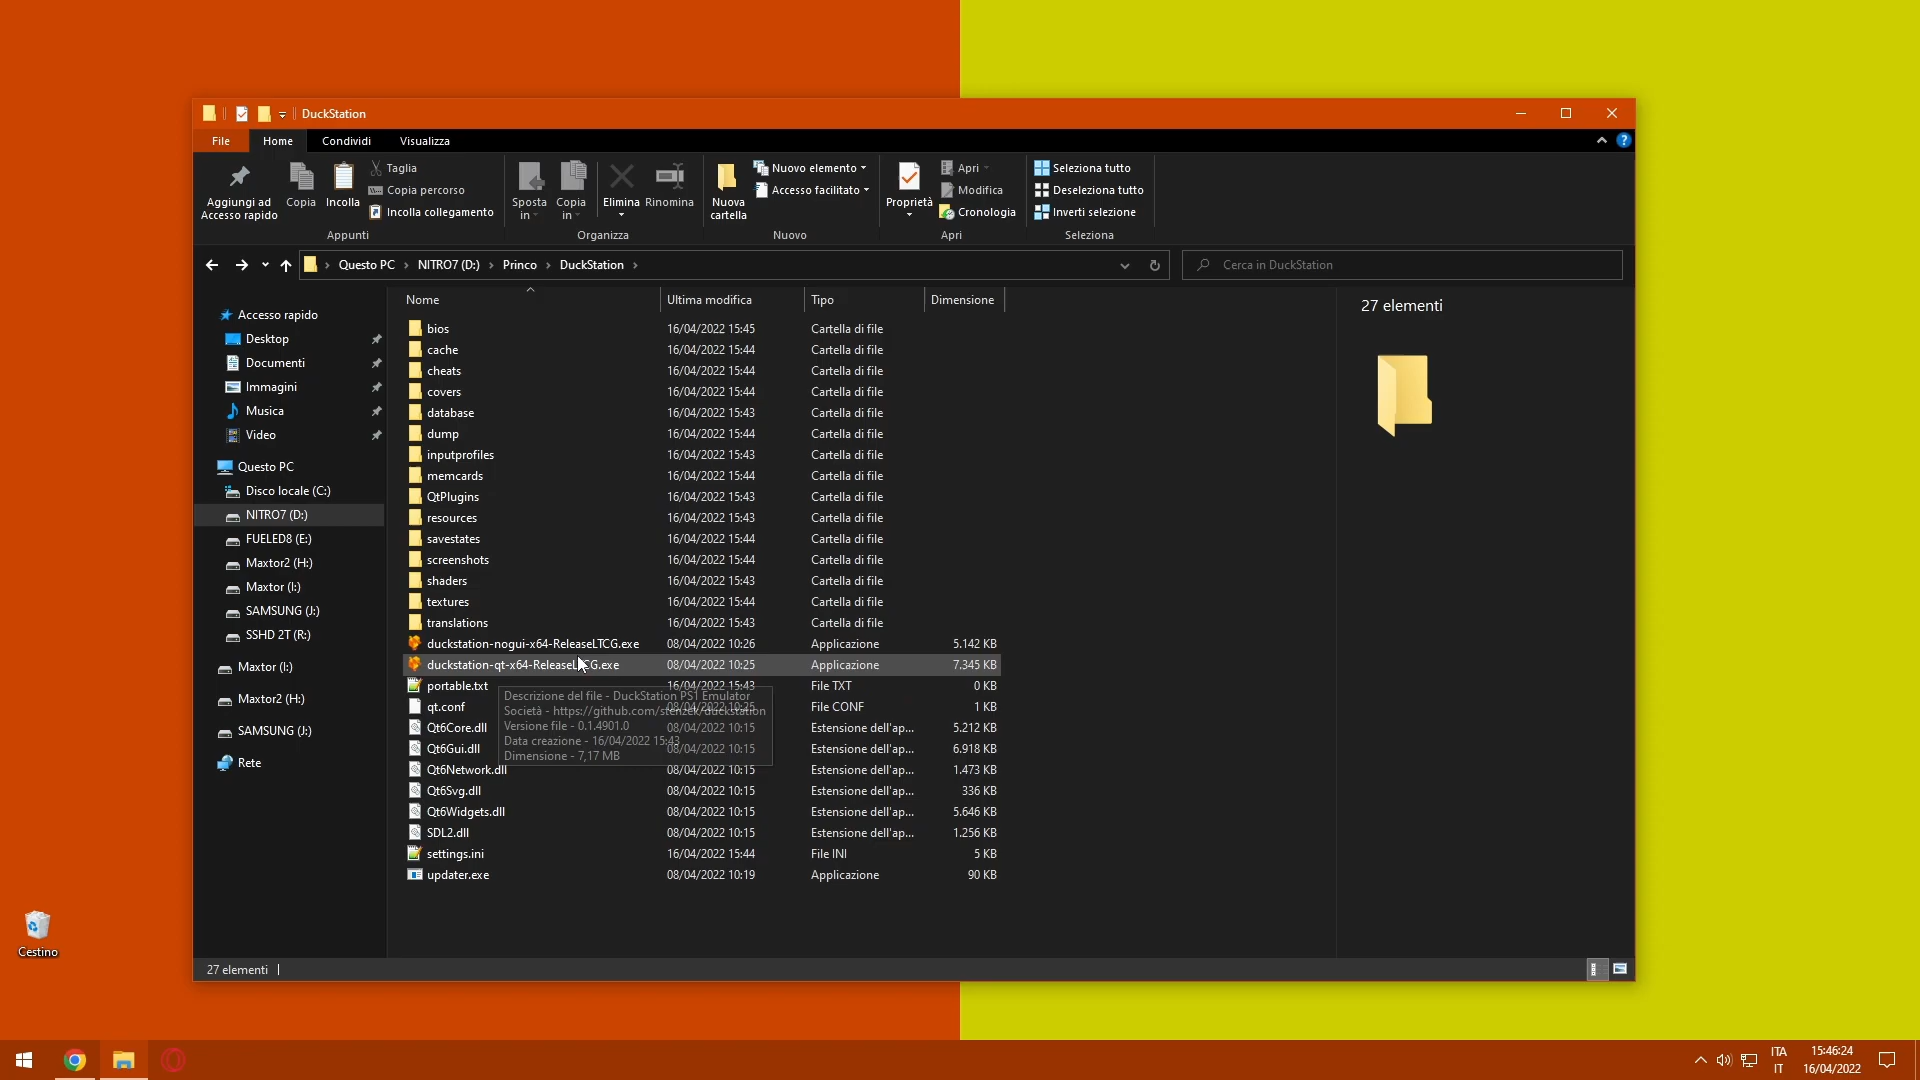 DuckStation
File Home Condividi Visualizza
Aggiungi ad
Accesso rapido
Copia
Incolla
Taglia
Copia percorso
Incolla collegamento
Appunti
Sposta
in
Copia
in
Elimina
Rinomina
Organizza
Nuova
cartella
Nuovo elemento
Accesso facilitato
Nuovo
Proprietà
Apri
Modifica
Cronologia
Apri
Seleziona tutto
Deseleziona tutto
Inverti selezione
Seleziona
Questo PC > NITRO7 (D:) > Princo > DuckStation >
Cerca in DuckStation
Accesso rapido
Desktop
Documenti
Immagini
Musica
Video
Questo PC
Disco locale (C:)
NITRO7 (D:)
FUELED8 (E:)
Maxtor2 (H:)
Maxtor (I:)
SAMSUNG (J:)
SSHD 2T (R:)
Maxtor (I:)
Maxtor2 (H:)
SAMSUNG (J:)
Rete
Nome Ultima modifica Tipo Dimensione
bios 16/04/2022 15:45 Cartella di file
cache 16/04/2022 15:44 Cartella di file
cheats 16/04/2022 15:44 Cartella di file
covers 16/04/2022 15:44 Cartella di file
database 16/04/2022 15:43 Cartella di file
dump 16/04/2022 15:44 Cartella di file
inputprofiles 16/04/2022 15:43 Cartella di file
memcards 16/04/2022 15:44 Cartella di file
QtPlugins 16/04/2022 15:43 Cartella di file
resources 16/04/2022 15:43 Cartella di file
savestates 16/04/2022 15:44 Cartella di file
screenshots 16/04/2022 15:44 Cartella di file
shaders 16/04/2022 15:43 Cartella di file
textures 16/04/2022 15:44 Cartella di file
translations 16/04/2022 15:43 Cartella di file
duckstation-nogui-x64-ReleaseLTCG.exe 08/04/2022 10:26 Applicazione 5.142 KB
duckstation-qt-x64-ReleaseLTCG.exe 08/04/2022 10:25 Applicazione 7.345 KB
portable.txt 16/04/2022 15:43 File TXT 0 KB
qt.conf 08/04/2022 10:25 File CONF 1 KB
Qt6Core.dll 08/04/2022 10:15 Estensione dell'ap... 5.212 KB
Qt6Gui.dll 08/04/2022 10:15 Estensione dell'ap... 6.918 KB
Qt6Network.dll 08/04/2022 10:15 Estensione dell'ap... 1.473 KB
Qt6Svg.dll 08/04/2022 10:15 Estensione dell'ap... 336 KB
Qt6Widgets.dll 08/04/2022 10:15 Estensione dell'ap... 5.646 KB
SDL2.dll 08/04/2022 10:15 Estensione dell'ap... 1.256 KB
settings.ini 16/04/2022 15:44 File INI 5 KB
updater.exe 08/04/2022 10:19 Applicazione 90 KB
Descrizione del file - DuckStation PS1 Emulator
Società - https://github.com/stenzek/duckstation
Versione file - 0.1.4901.0
Data creazione - 16/04/2022 15:43
Dimensione - 7,17 MB
27 elementi
27 elementi
Cestino
ITA
IT
15:46:24
16/04/2022